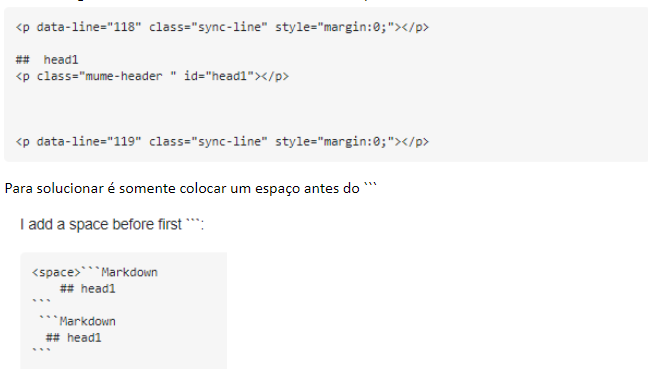 <p data-line="118" class="sync-line" style="margin:0;"></p>
##  head1
<p class="mume-header " id="head1"></p>
<p data-line="119" class="sync-line" style="margin:0;"></p>
Para solucionar é somente colocar um espaço antes do ```
I add a space before first ```:
<space>```Markdown
    ## head1
```
 ```Markdown
  ## head1
```